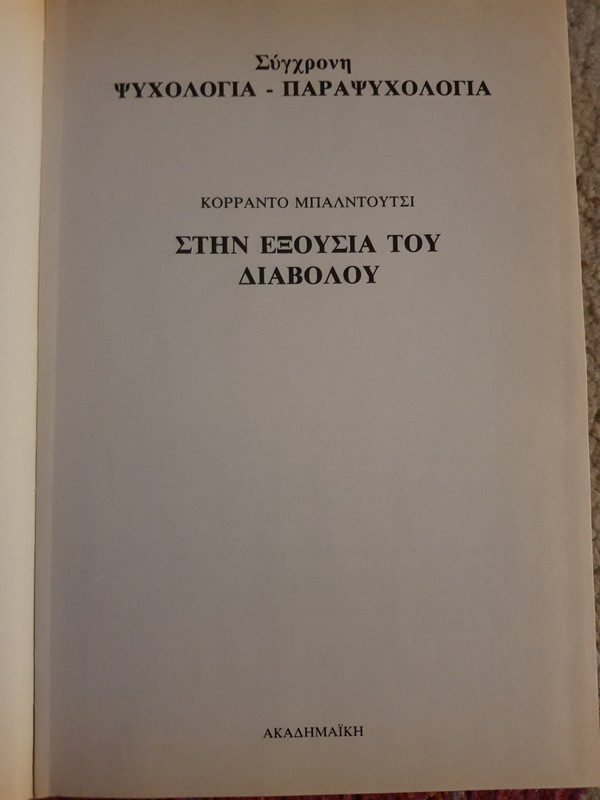 Σύγχρονη
ΨΥΧΟΛΟΓΙΑ - ΠΑΡΑΨΥΧΟΛΟΓΙΑ
ΚΟΡΡΑΝΤΟ ΜΠΑΛΝΤΟΥΤΣΙ
ΣΤΗΝ ΕΞΟΥΣΙΑ ΤΟΥ
ΔΙΑΒΟΛΟΥ
ΑΚΑΔΗΜΑΪΚΗ